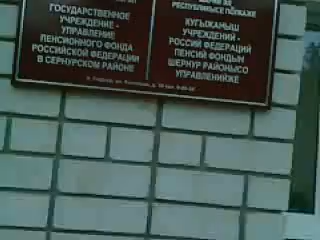 ГОСУДАРСТВЕННОЕ
УЧРЕЖДЕНИЕ -
УПРАВЛЕНИЕ
ПЕНСИОННОГО ФОНДА
РОССИЙСКОЙ ФЕДЕРАЦИИ
В СЕРНУРСКОМ РАЙОНЕ
РЕСПУБЛИКЫСЕ
КУГЫЖАНЫШ
УЧРЕЖДЕНИЙ -
РОССИЙ ФЕДЕРАЦИЙ
ПЕНСИЙ ФОНДЫН
ШЕРНУР РАЙОНЫСО
УПРАВЛЕНИЙЖЕ